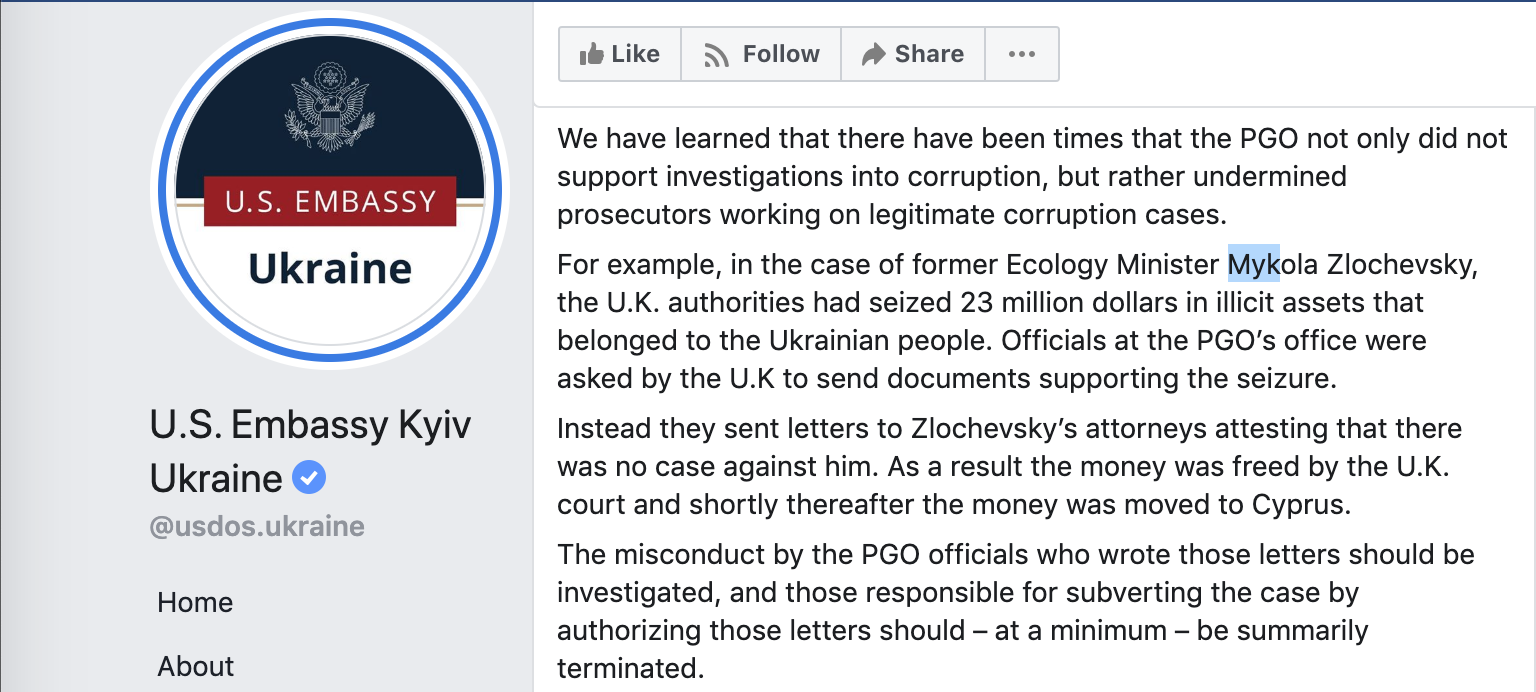 U.S. EMBASSY
Ukraine
U.S. Embassy Kyiv
Ukraine
@usdos.ukraine
Home
About
Like
Follow
Share
We have learned that there have been times that the PGO not only did not
support investigations into corruption, but rather undermined
prosecutors working on legitimate corruption cases.
For example, in the case of former Ecology Minister Mykola Zlochevsky,
the U.K. authorities had seized 23 million dollars in illicit assets that
belonged to the Ukrainian people. Officials at the PGO’s office were
asked by the U.K to send documents supporting the seizure.
Instead they sent letters to Zlochevsky’s attorneys attesting that there
was no case against him. As a result the money was freed by the U.K.
court and shortly thereafter the money was moved to Cyprus.
The misconduct by the PGO officials who wrote those letters should be
investigated, and those responsible for subverting the case by
authorizing those letters should – at a minimum – be summarily
terminated.